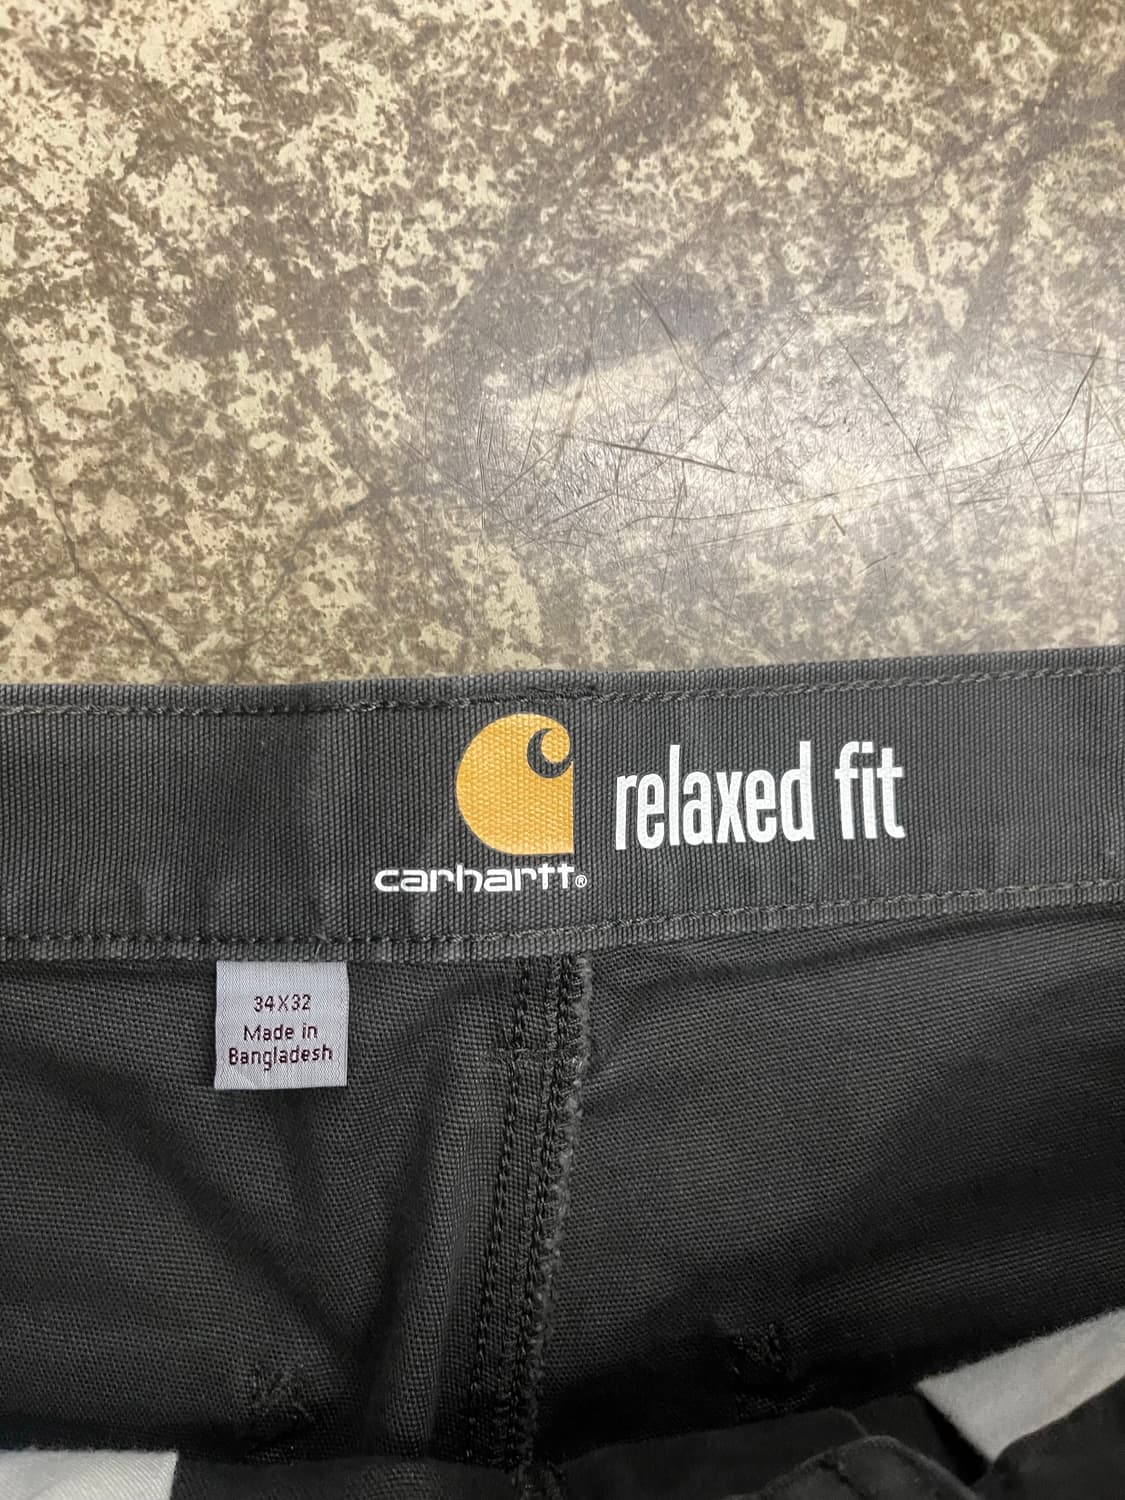 relaxed fit
carhartt®
34X32
Made in
Bangladesh